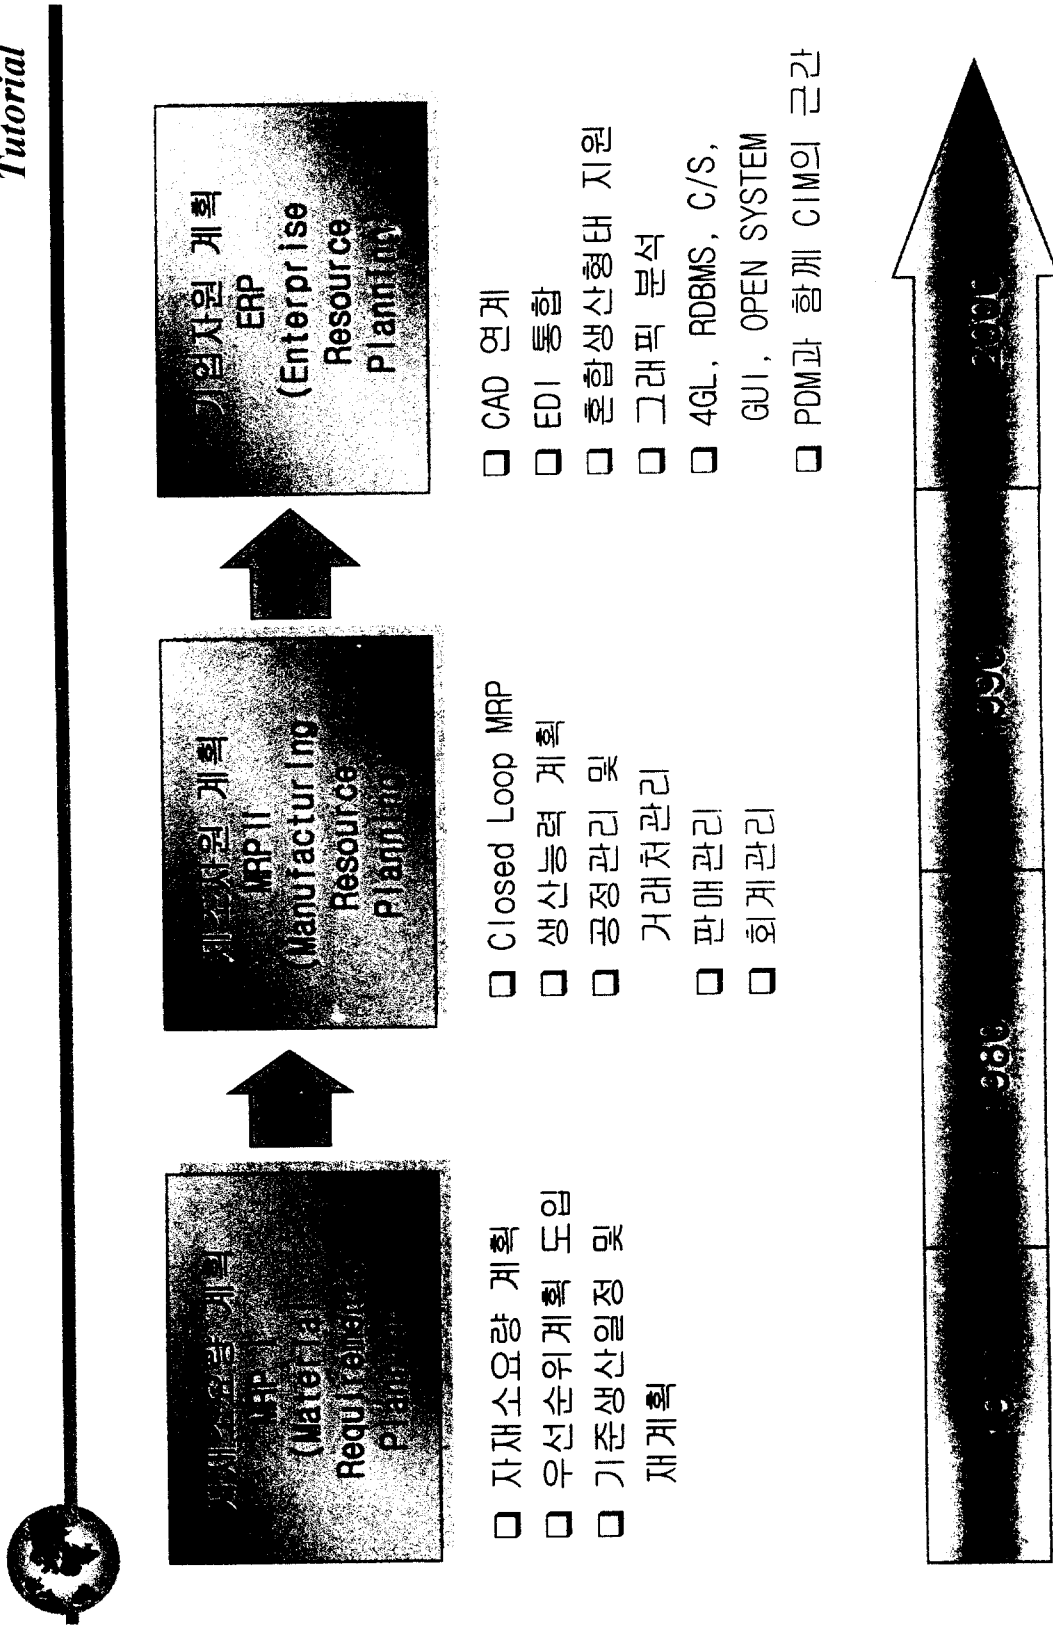 Tutorial
자재소요량 계획
MRP I
(Material
Requirements
Planning
제조자원 계획
MRP II
(Manufacturing
Resource
Planning
기업자원 계획
ERP
(Enterprise
Resource
Planning
❑ 자재소요량 계획
❑ 우선순위계획 도입
❑ 기준생산일정 및
재계획
❑ Closed Loop MRP
❑ 생산능력 계획
❑ 공정관리 및
거래처관리
❑ 판매관리
❑ 회계관리
❑ CAD 연계
❑ EDI 통합
❑ 혼합생산형태 지원
❑ 그래픽 분석
❑ 4GL, RDBMS, C/S,
GUI, OPEN SYSTEM
❑ PDM과 함께 CIM의 근간
1980
1990
2000